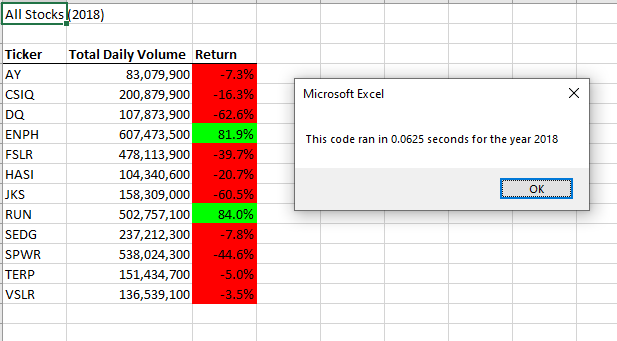 All Stocks (2018)
Ticker Total Daily Volume Return
AY 83,079,900 -7.3%
CSIQ 200,879,900 -16.3%
DQ 107,873,900 -62.6%
ENPH 607,473,500 81.9%
FSLR 478,113,900 -39.7%
HASI 104,340,600 -20.7%
JKS 158,309,000 -60.5%
RUN 502,757,100 84.0%
SEDG 237,212,300 -7.8%
SPWR 538,024,300 -44.6%
TERP 151,434,700 -5.0%
VSLR 136,539,100 -3.5%
Microsoft Excel
This code ran in 0.0625 seconds for the year 2018
OK